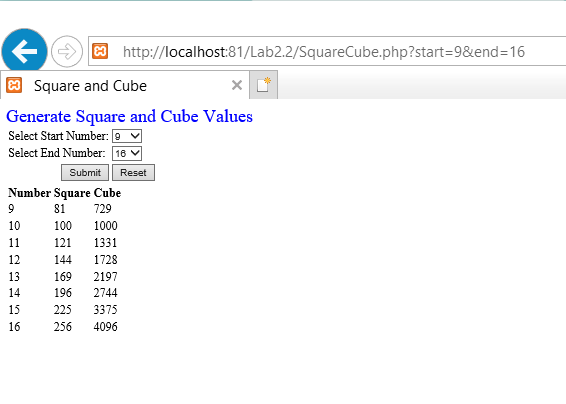 http://localhost:81/Lab2.2/SquareCube.php?start=9&end=16
Square and Cube
Generate Square and Cube Values
Select Start Number: 9
Select End Number: 16
Submit Reset
Number Square Cube
9 81 729
10 100 1000
11 121 1331
12 144 1728
13 169 2197
14 196 2744
15 225 3375
16 256 4096